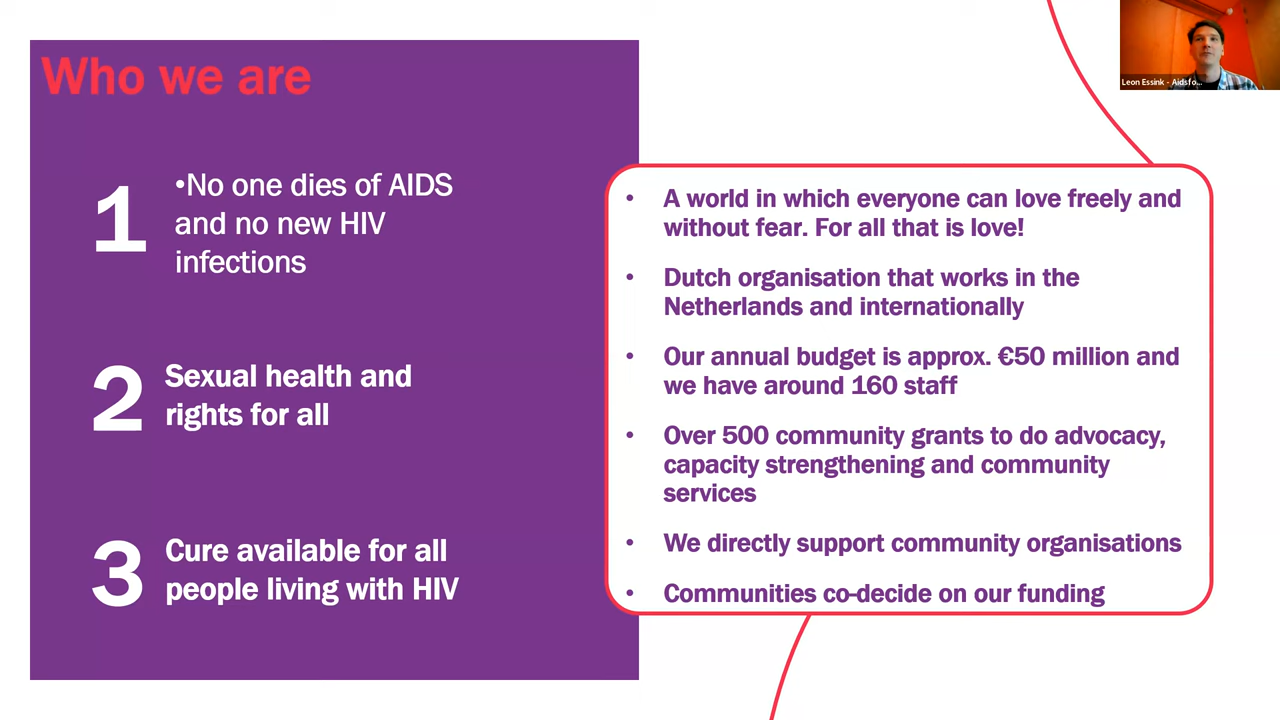 Who we are
1
•No one dies of AIDS
and no new HIV
infections
2
Sexual health and
rights for all
3
Cure available for all
people living with HIV
• A world in which everyone can love freely and
without fear. For all that is love!
• Dutch organisation that works in the
Netherlands and internationally
• Our annual budget is approx. €50 million and
we have around 160 staff
• Over 500 community grants to do advocacy,
capacity strengthening and community
services
• We directly support community organisations
• Communities co-decide on our funding
Leon Essink - Aidsfo...